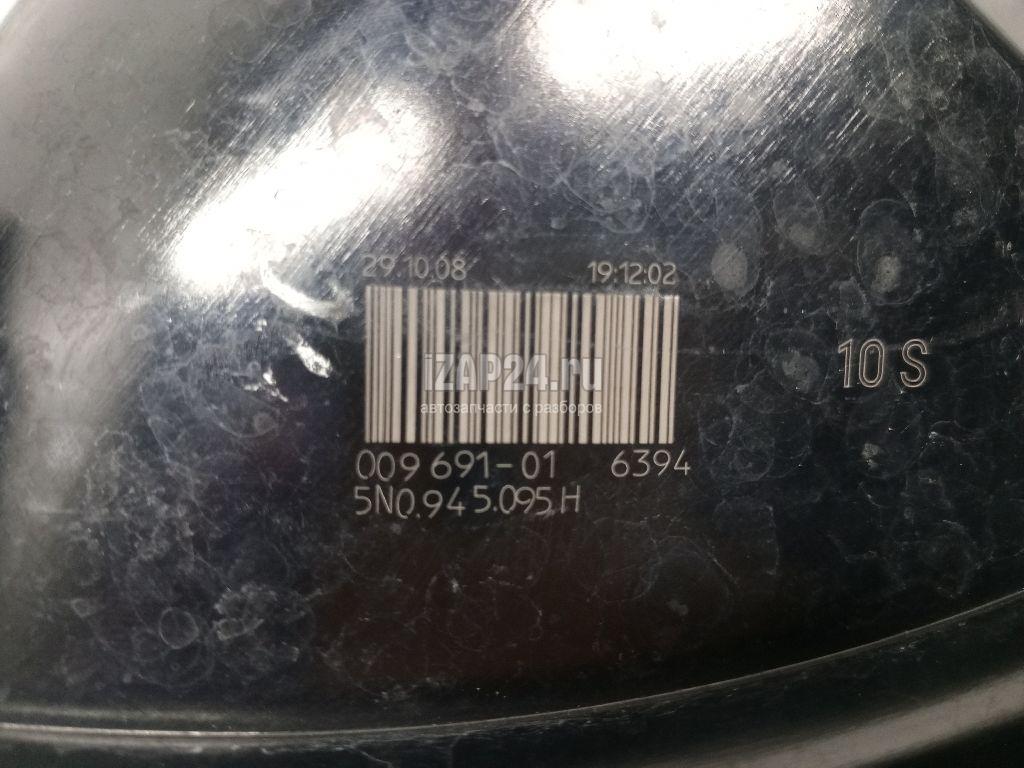 29.10.08 19:12:02
iZAP24.ru
автозапчасти с разборов
10 S
009 691-01 6394
5N0.945.095 H